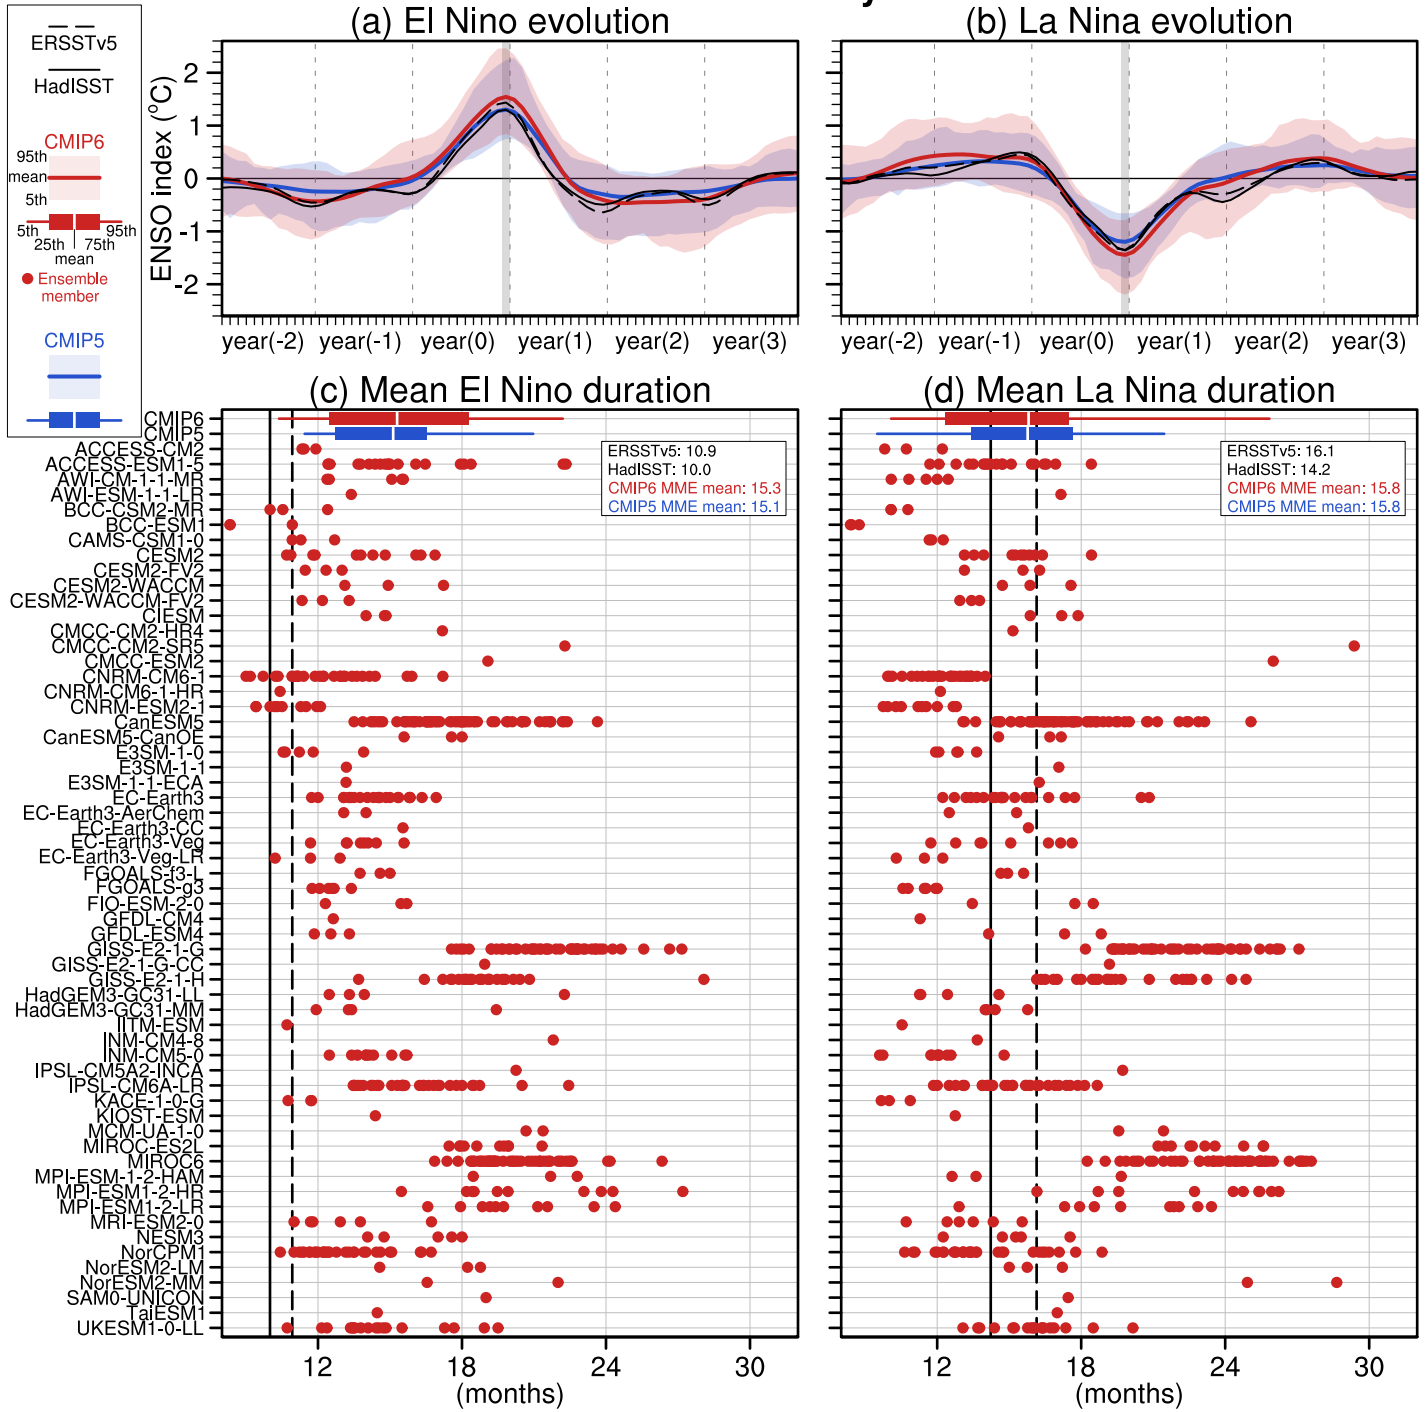 (a) El Nino evolution
(b) La Nina evolution
ERSSTv5
HadISST
CMIP6
95th
mean
5th
5th 95th
25th 75th
mean
Ensemble
member
CMIP5
ENSO index (°C)
2
1
0
-1
-2
year(-2) year(-1) year(0) year(1) year(2) year(3)
year(-2) year(-1) year(0) year(1) year(2) year(3)
(c) Mean El Nino duration
(d) Mean La Nina duration
ERSSTv5: 10.9
HadISST: 10.0
CMIP6 MME mean: 15.3
CMIP5 MME mean: 15.1
ERSSTv5: 16.1
HadISST: 14.2
CMIP6 MME mean: 15.8
CMIP5 MME mean: 15.8
CMIP6
CMIP5
ACCESS-CM2
ACCESS-ESM1-5
AWI-CM-1-1-MR
AWI-ESM-1-1-LR
BCC-CSM2-MR
BCC-ESM1
CAMS-CSM1-0
CESM2
CESM2-FV2
CESM2-WACCM
CESM2-WACCM-FV2
CIESM
CMCC-CM2-HR4
CMCC-CM2-SR5
CMCC-ESM2
CNRM-CM6-1
CNRM-CM6-1-HR
CNRM-ESM2-1
CanESM5
CanESM5-CanOE
E3SM-1-0
E3SM-1-1
E3SM-1-1-ECA
EC-Earth3
EC-Earth3-AerChem
EC-Earth3-CC
EC-Earth3-Veg
EC-Earth3-Veg-LR
FGOALS-f3-L
FGOALS-g3
FIO-ESM-2-0
GFDL-CM4
GFDL-ESM4
GISS-E2-1-G
GISS-E2-1-G-CC
GISS-E2-1-H
HadGEM3-GC31-LL
HadGEM3-GC31-MM
IITM-ESM
INM-CM4-8
INM-CM5-0
IPSL-CM5A2-INCA
IPSL-CM6A-LR
KACE-1-0-G
KIOST-ESM
MCM-UA-1-0
MIROC-ES2L
MIROC6
MPI-ESM-1-2-HAM
MPI-ESM1-2-HR
MPI-ESM1-2-LR
MRI-ESM2-0
NESM3
NorCPM1
NorESM2-LM
NorESM2-MM
SAM0-UNICON
TaiESM1
UKESM1-0-LL
12 18 24 30
(months)
12 18 24 30
(months)